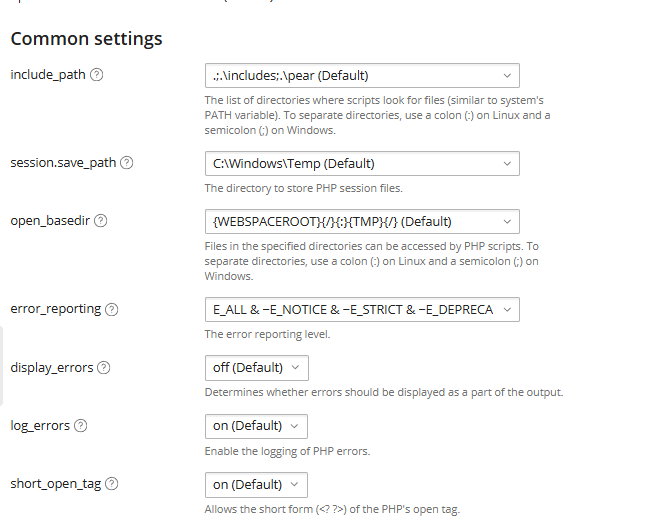 Common settings
include_path
.;.\includes;.\pear (Default)
The list of directories where scripts look for files (similar to system's
PATH variable). To separate directories, use a colon (:) on Linux and a
semicolon (;) on Windows.
session.save_path
C:\Windows\Temp (Default)
The directory to store PHP session files.
open_basedir
{WEBSPACEROOT}{/}{:}{TMP}{/} (Default)
Files in the specified directories can be accessed by PHP scripts. To
separate directories, use a colon (:) on Linux and a semicolon (;) on
Windows.
error_reporting
E_ALL & ~E_NOTICE & ~E_STRICT & ~E_DEPRECA
The error reporting level.
display_errors
off (Default)
Determines whether errors should be displayed as a part of the output.
log_errors
on (Default)
Enable the logging of PHP errors.
short_open_tag
on (Default)
Allows the short form (<? ?>) of the PHP's open tag.